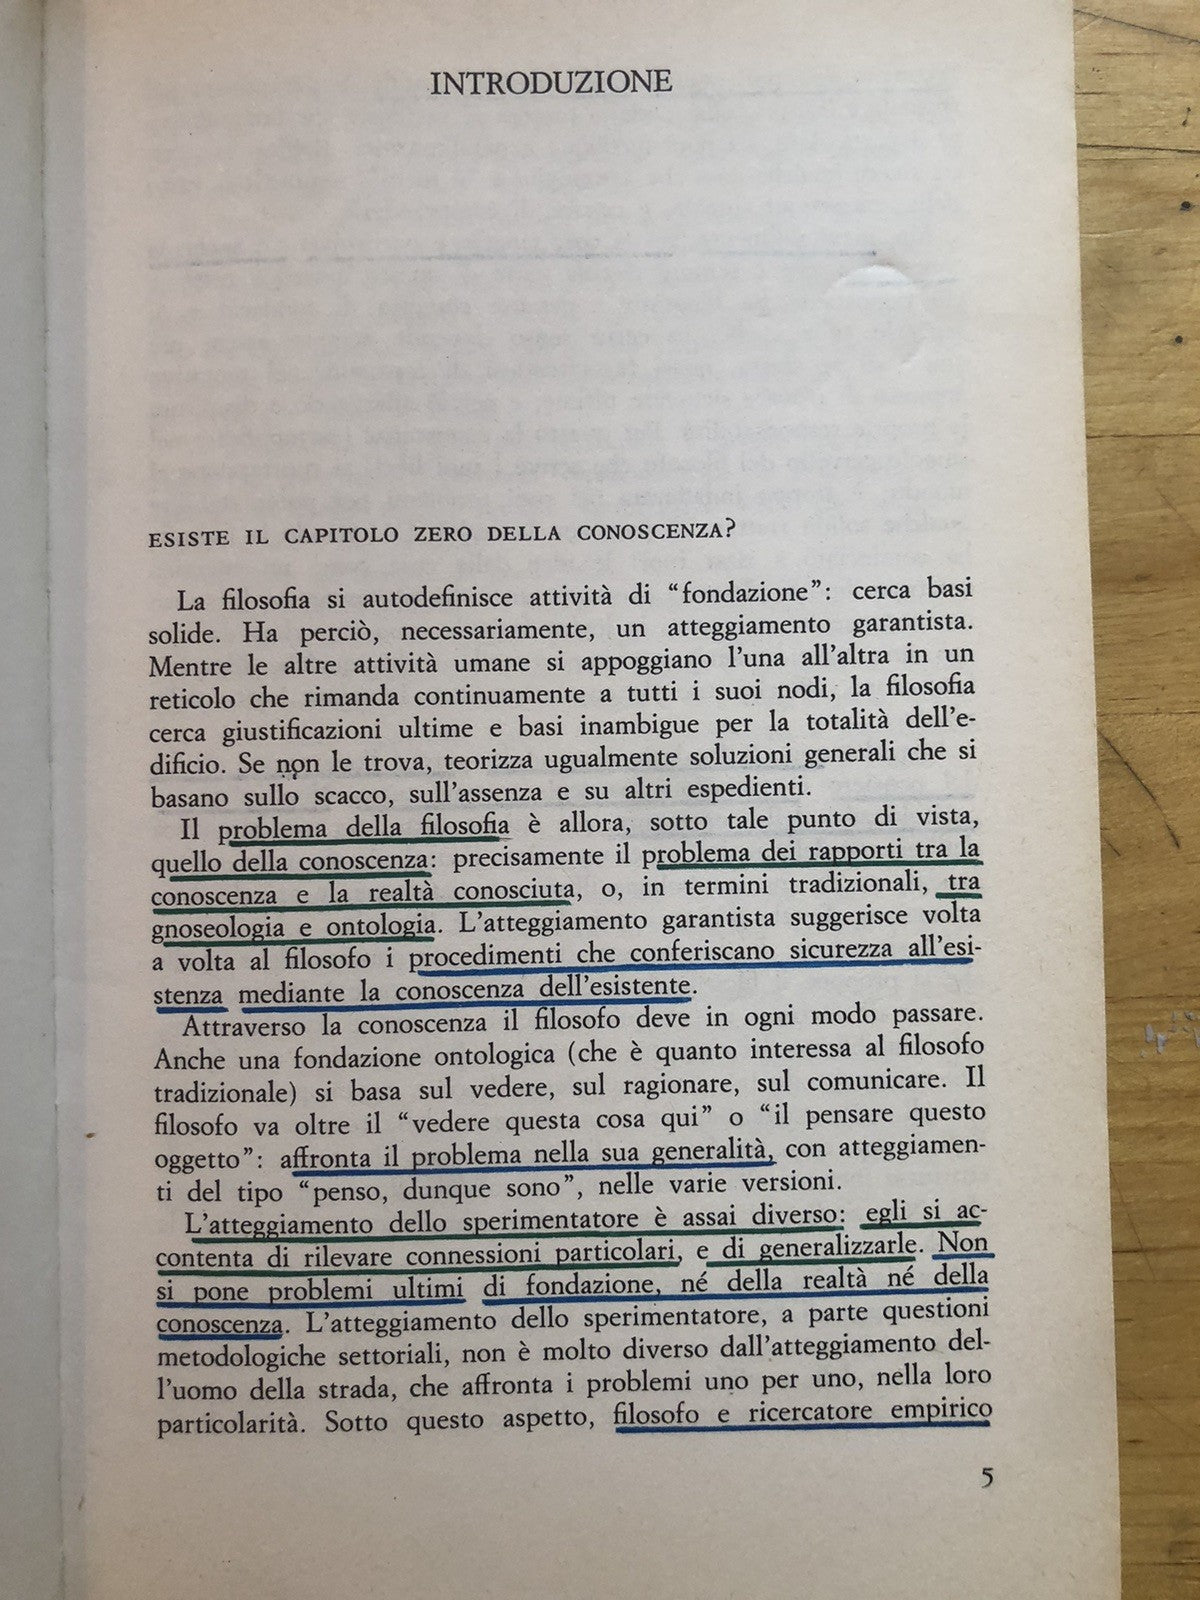 INTRODUZIONE
ESISTE IL CAPITOLO ZERO DELLA CONOSCENZA?
La filosofia si autodefinisce attività di “fondazione”: cerca basi
solide. Ha perciò, necessariamente, un atteggiamento garantista.
Mentre le altre attività umane si appoggiano l’una all’altra in un
reticolo che rimanda continuamente a tutti i suoi nodi, la filosofia
cerca giustificazioni ultime e basi inambigue per la totalità dell’e-
dificio. Se non le trova, teorizza ugualmente soluzioni generali che si
basano sullo scacco, sull’assenza e su altri espedienti.
Il problema della filosofia è allora, sotto tale punto di vista,
quello della conoscenza: precisamente il problema dei rapporti tra la
conoscenza e la realtà conosciuta, o, in termini tradizionali, tra
gnoseologia e ontologia. L’atteggiamento garantista suggerisce volta
a volta al filosofo i procedimenti che conferiscano sicurezza all’esi-
stenza mediante la conoscenza dell’esistente.
Attraverso la conoscenza il filosofo deve in ogni modo passare.
Anche una fondazione ontologica (che è quanto interessa al filosofo
tradizionale) si basa sul vedere, sul ragionare, sul comunicare. Il
filosofo va oltre il “vedere questa cosa qui” o “il pensare questo
oggetto”: affronta il problema nella sua generalità, con atteggiamen-
ti del tipo “penso, dunque sono”, nelle varie versioni.
L’atteggiamento dello sperimentatore è assai diverso: egli si ac-
contenta di rilevare connessioni particolari, e di generalizzarle. Non
si pone problemi ultimi di fondazione, né della realtà né della
conoscenza. L’atteggiamento dello sperimentatore, a parte questioni
metodologiche settoriali, non è molto diverso dall’atteggiamento del-
l’uomo della strada, che affronta i problemi uno per uno, nella loro
particolarità. Sotto questo aspetto, filosofo e ricercatore empirico
5